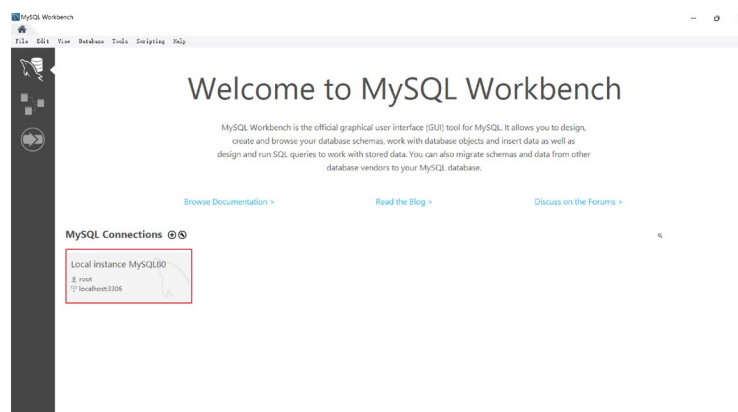 MySQL Workbench
File Edit View Database Tools Scripting Help
Welcome to MySQL Workbench
MySQL Workbench is the official graphical user interface (GUI) tool for MySQL. It allows you to design,
create and browse your database schemas, work with database objects and insert data as well as
design and run SQL queries to work with stored data. You can also migrate schemas and data from other
database vendors to your MySQL database.
Browse Documentation > Read the Blog > Discuss on the Forums >
MySQL Connections
Local instance MySQL80
root
localhost:3306